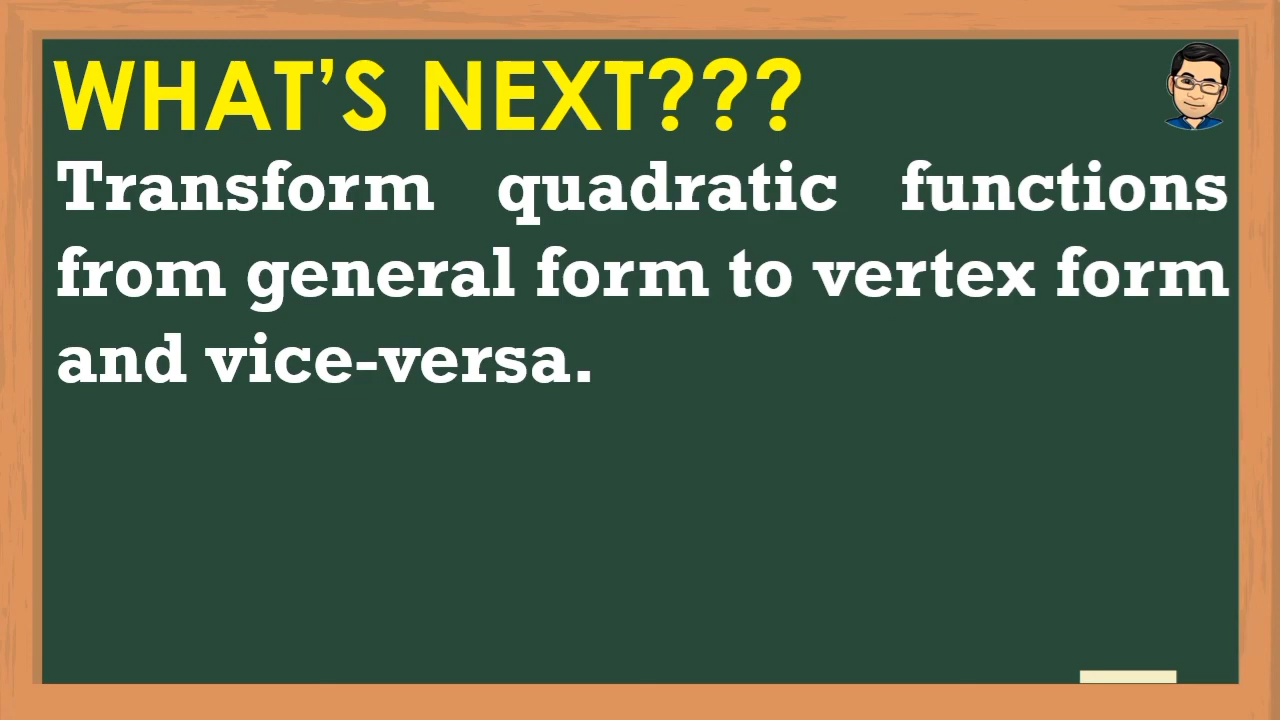 WHAT'S NEXT???
Transform quadratic functions
from general form to vertex form
and vice-versa.